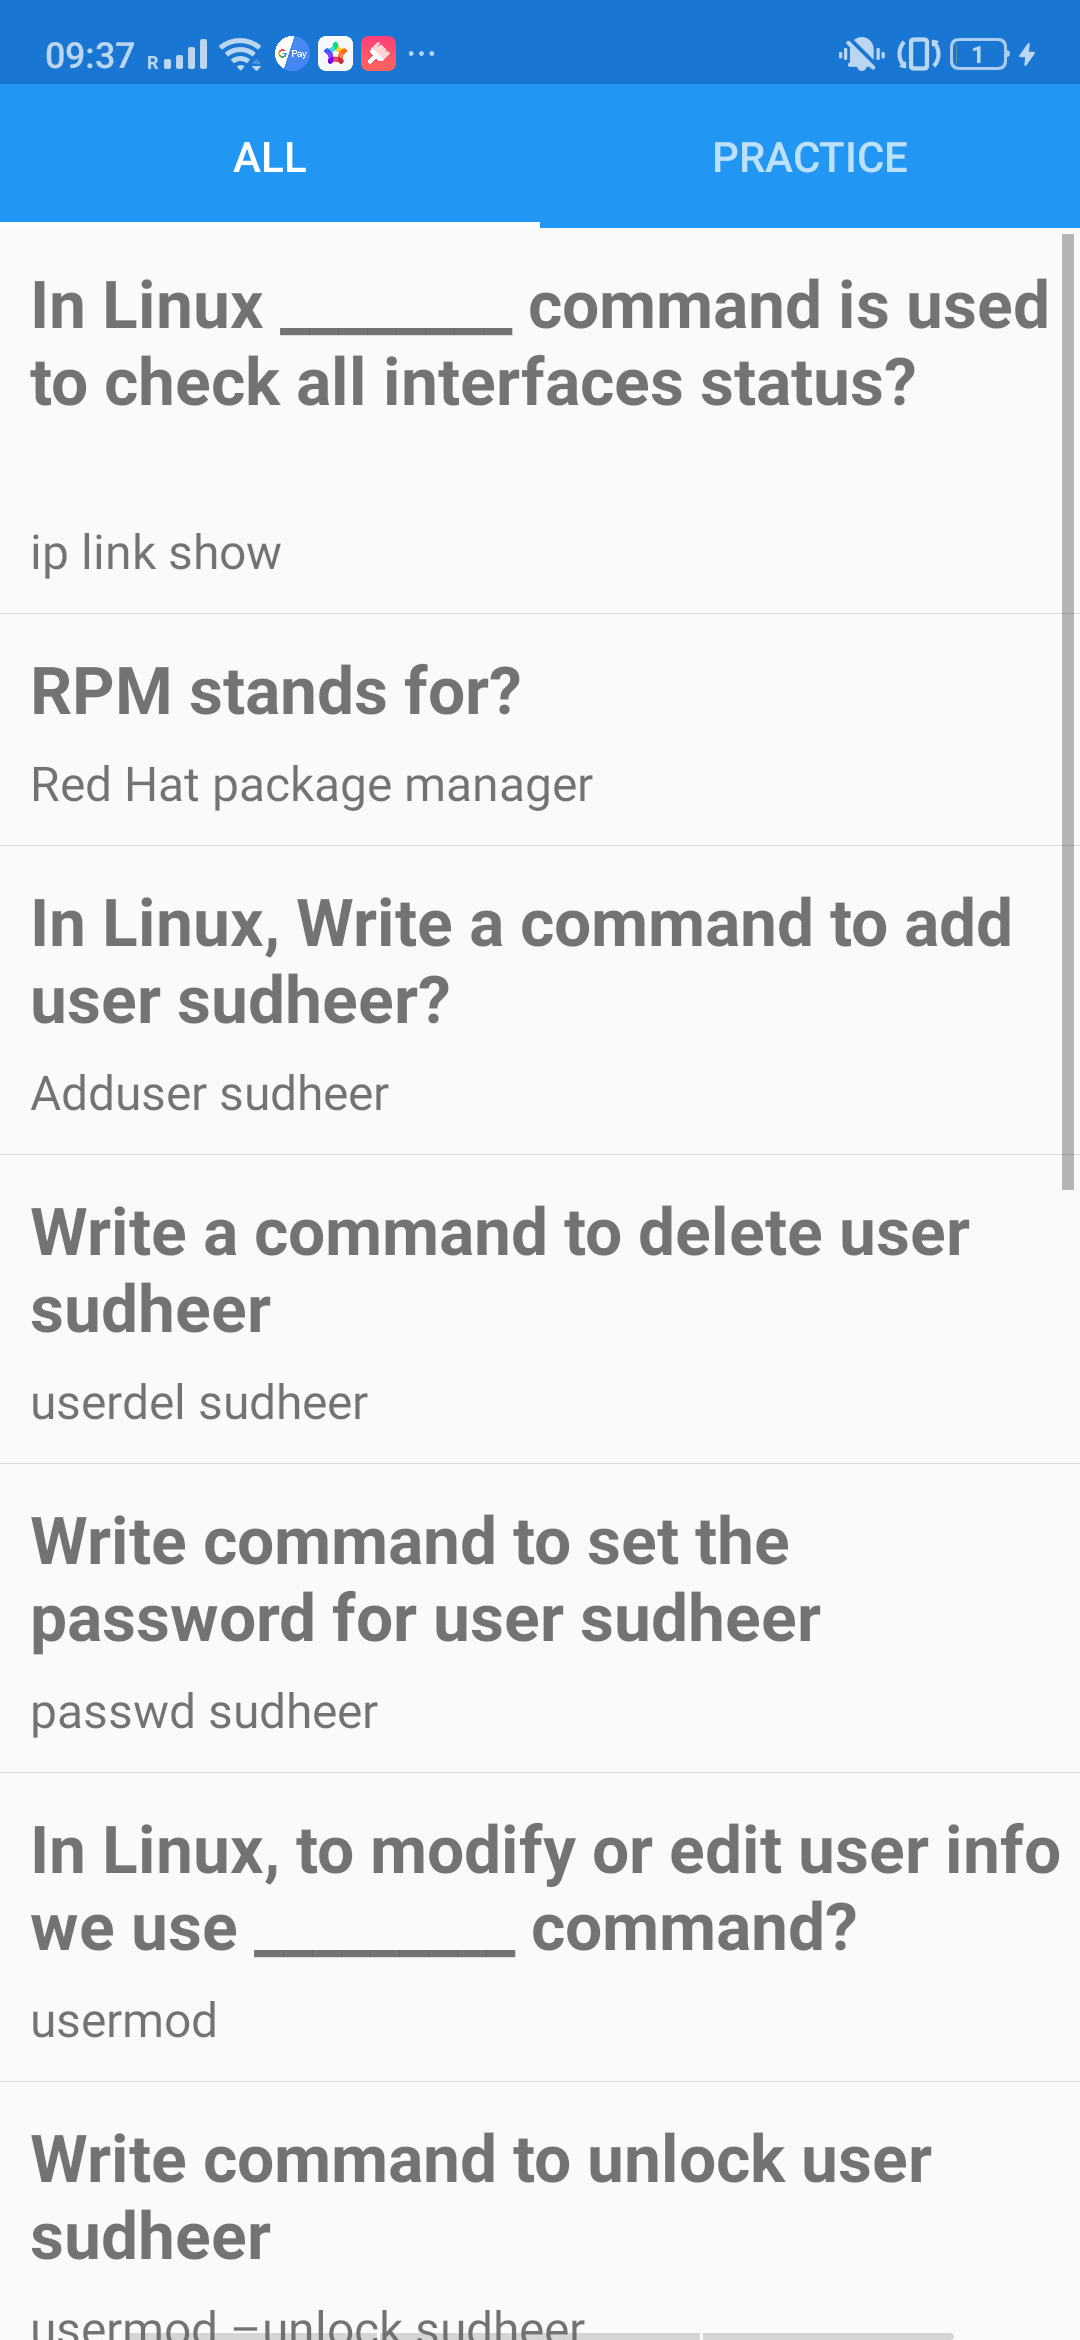 09:37 R G Pay ... 1
ALL PRACTICE
In Linux ________ command is used
to check all interfaces status?
ip link show
RPM stands for?
Red Hat package manager
In Linux, Write a command to add
user sudheer?
Adduser sudheer
Write a command to delete user
sudheer
userdel sudheer
Write command to set the
password for user sudheer
passwd sudheer
In Linux, to modify or edit user info
we use _________ command?
usermod
Write command to unlock user
sudheer
usermod –unlock sudheer